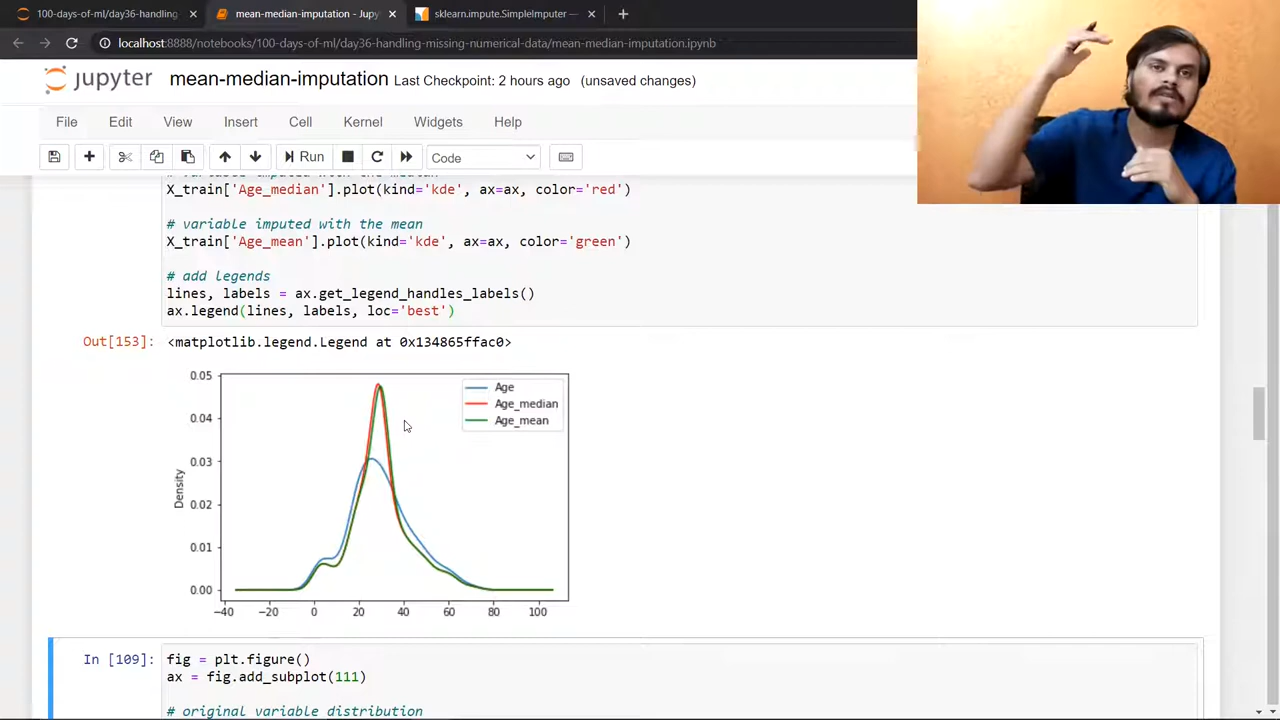 100-days-of-ml/day36-handling
mean-median-imputation - Jupy
sklearn.impute.SimpleImputer —
localhost:8888/notebooks/100-days-of-ml/day36-handling-missing-numerical-data/mean-median-imputation.ipynb
jupyter mean-median-imputation Last Checkpoint: 2 hours ago (unsaved changes)
File Edit View Insert Cell Kernel Widgets Help
Run Code
# variable imputed with the median
X_train['Age_median'].plot(kind='kde', ax=ax, color='red')
# variable imputed with the mean
X_train['Age_mean'].plot(kind='kde', ax=ax, color='green')
# add legends
lines, labels = ax.get_legend_handles_labels()
ax.legend(lines, labels, loc='best')
Out[153]: <matplotlib.legend.Legend at 0x134865ffac0>
0.05
0.04
0.03
0.02
0.01
0.00
Density
Age
Age_median
Age_mean
−40 −20 0 20 40 60 80 100
In [109]: fig = plt.figure()
ax = fig.add_subplot(111)
# original variable distribution